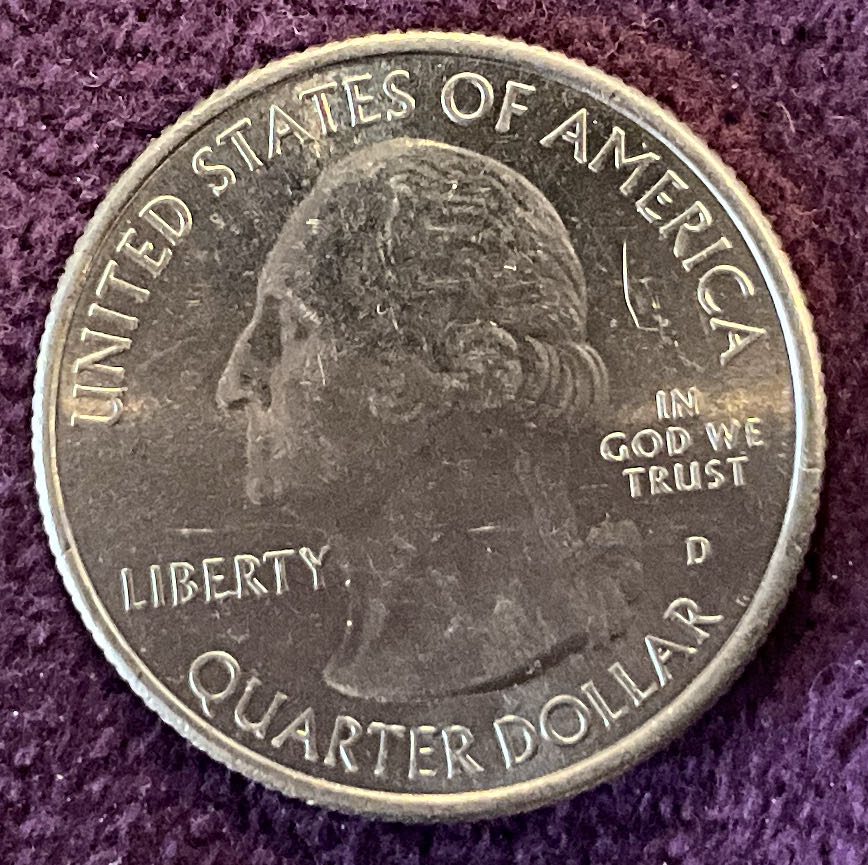 UNITED STATES OF AMERICA
IN
GOD WE
TRUST
D
LIBERTY
QUARTER DOLLAR